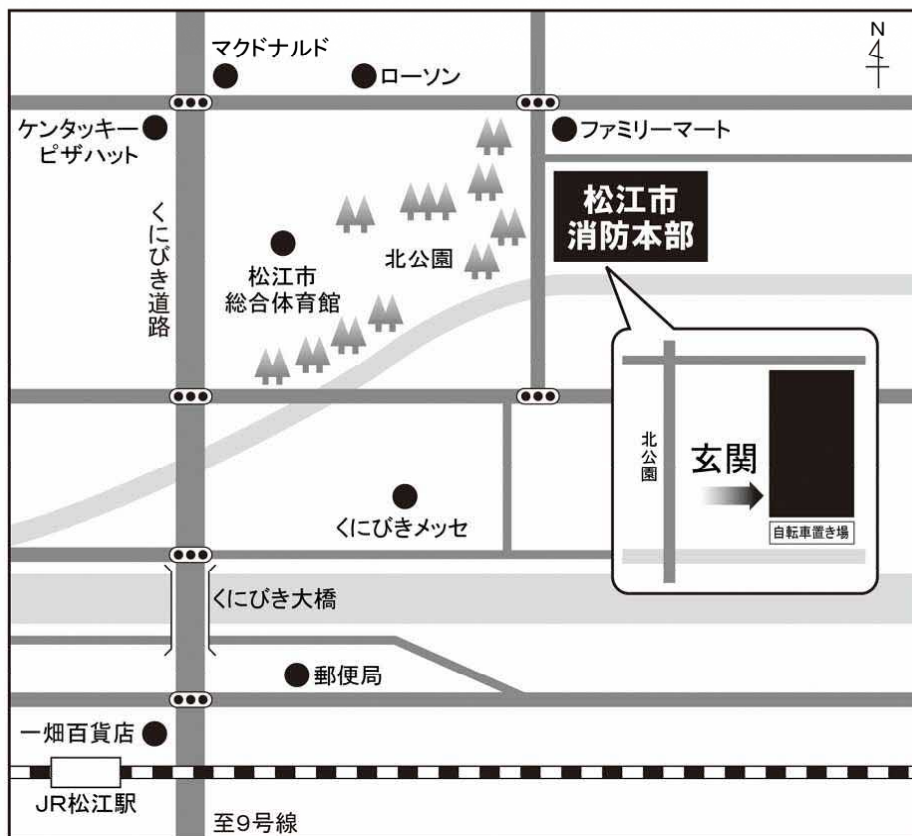 マクドナルド
ローソン
N
ケンタッキー
ピザハット
ファミリーマート
くにびき道路
松江市
消防本部
松江市
総合体育館
北公園
北公園
玄関
自転車置き場
くにびきメッセ
くにびき大橋
郵便局
一畑百貨店
JR松江駅
至9号線